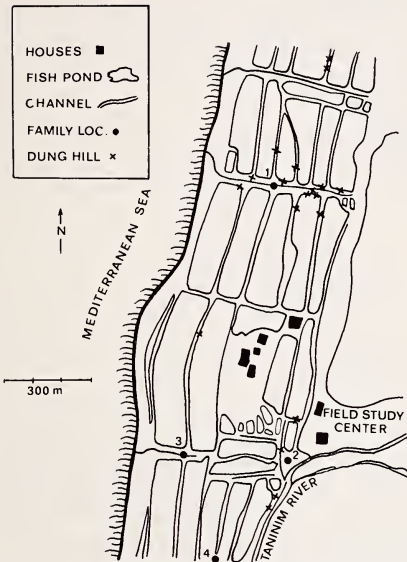 HOUSES
FISH POND
CHANNEL
FAMILY LOC.
DUNG HILL
N
MEDITERRANEAN SEA
300 m
1
FIELD STUDY
CENTER
3
2
TANINIM RIVER
4